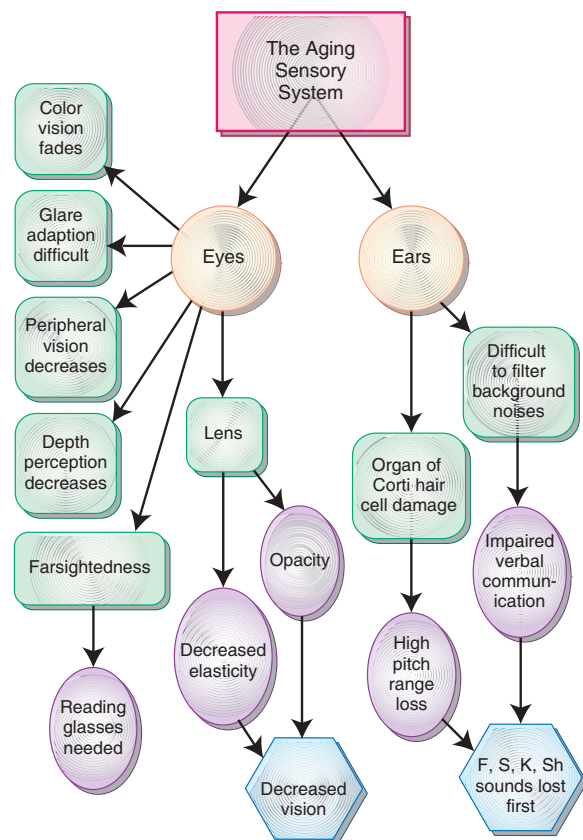 The Aging
Sensory
System
Color
vision
fades
Glare
adaption
difficult
Peripheral
vision
decreases
Depth
perception
decreases
Farsightedness
Reading
glasses
needed
Eyes
Lens
Opacity
Decreased
elasticity
Decreased
vision
Ears
Organ of
Corti hair
cell damage
High
pitch
range
loss
Difficult
to filter
background
noises
Impaired
verbal
commun-
ication
F, S, K, Sh
sounds lost
first